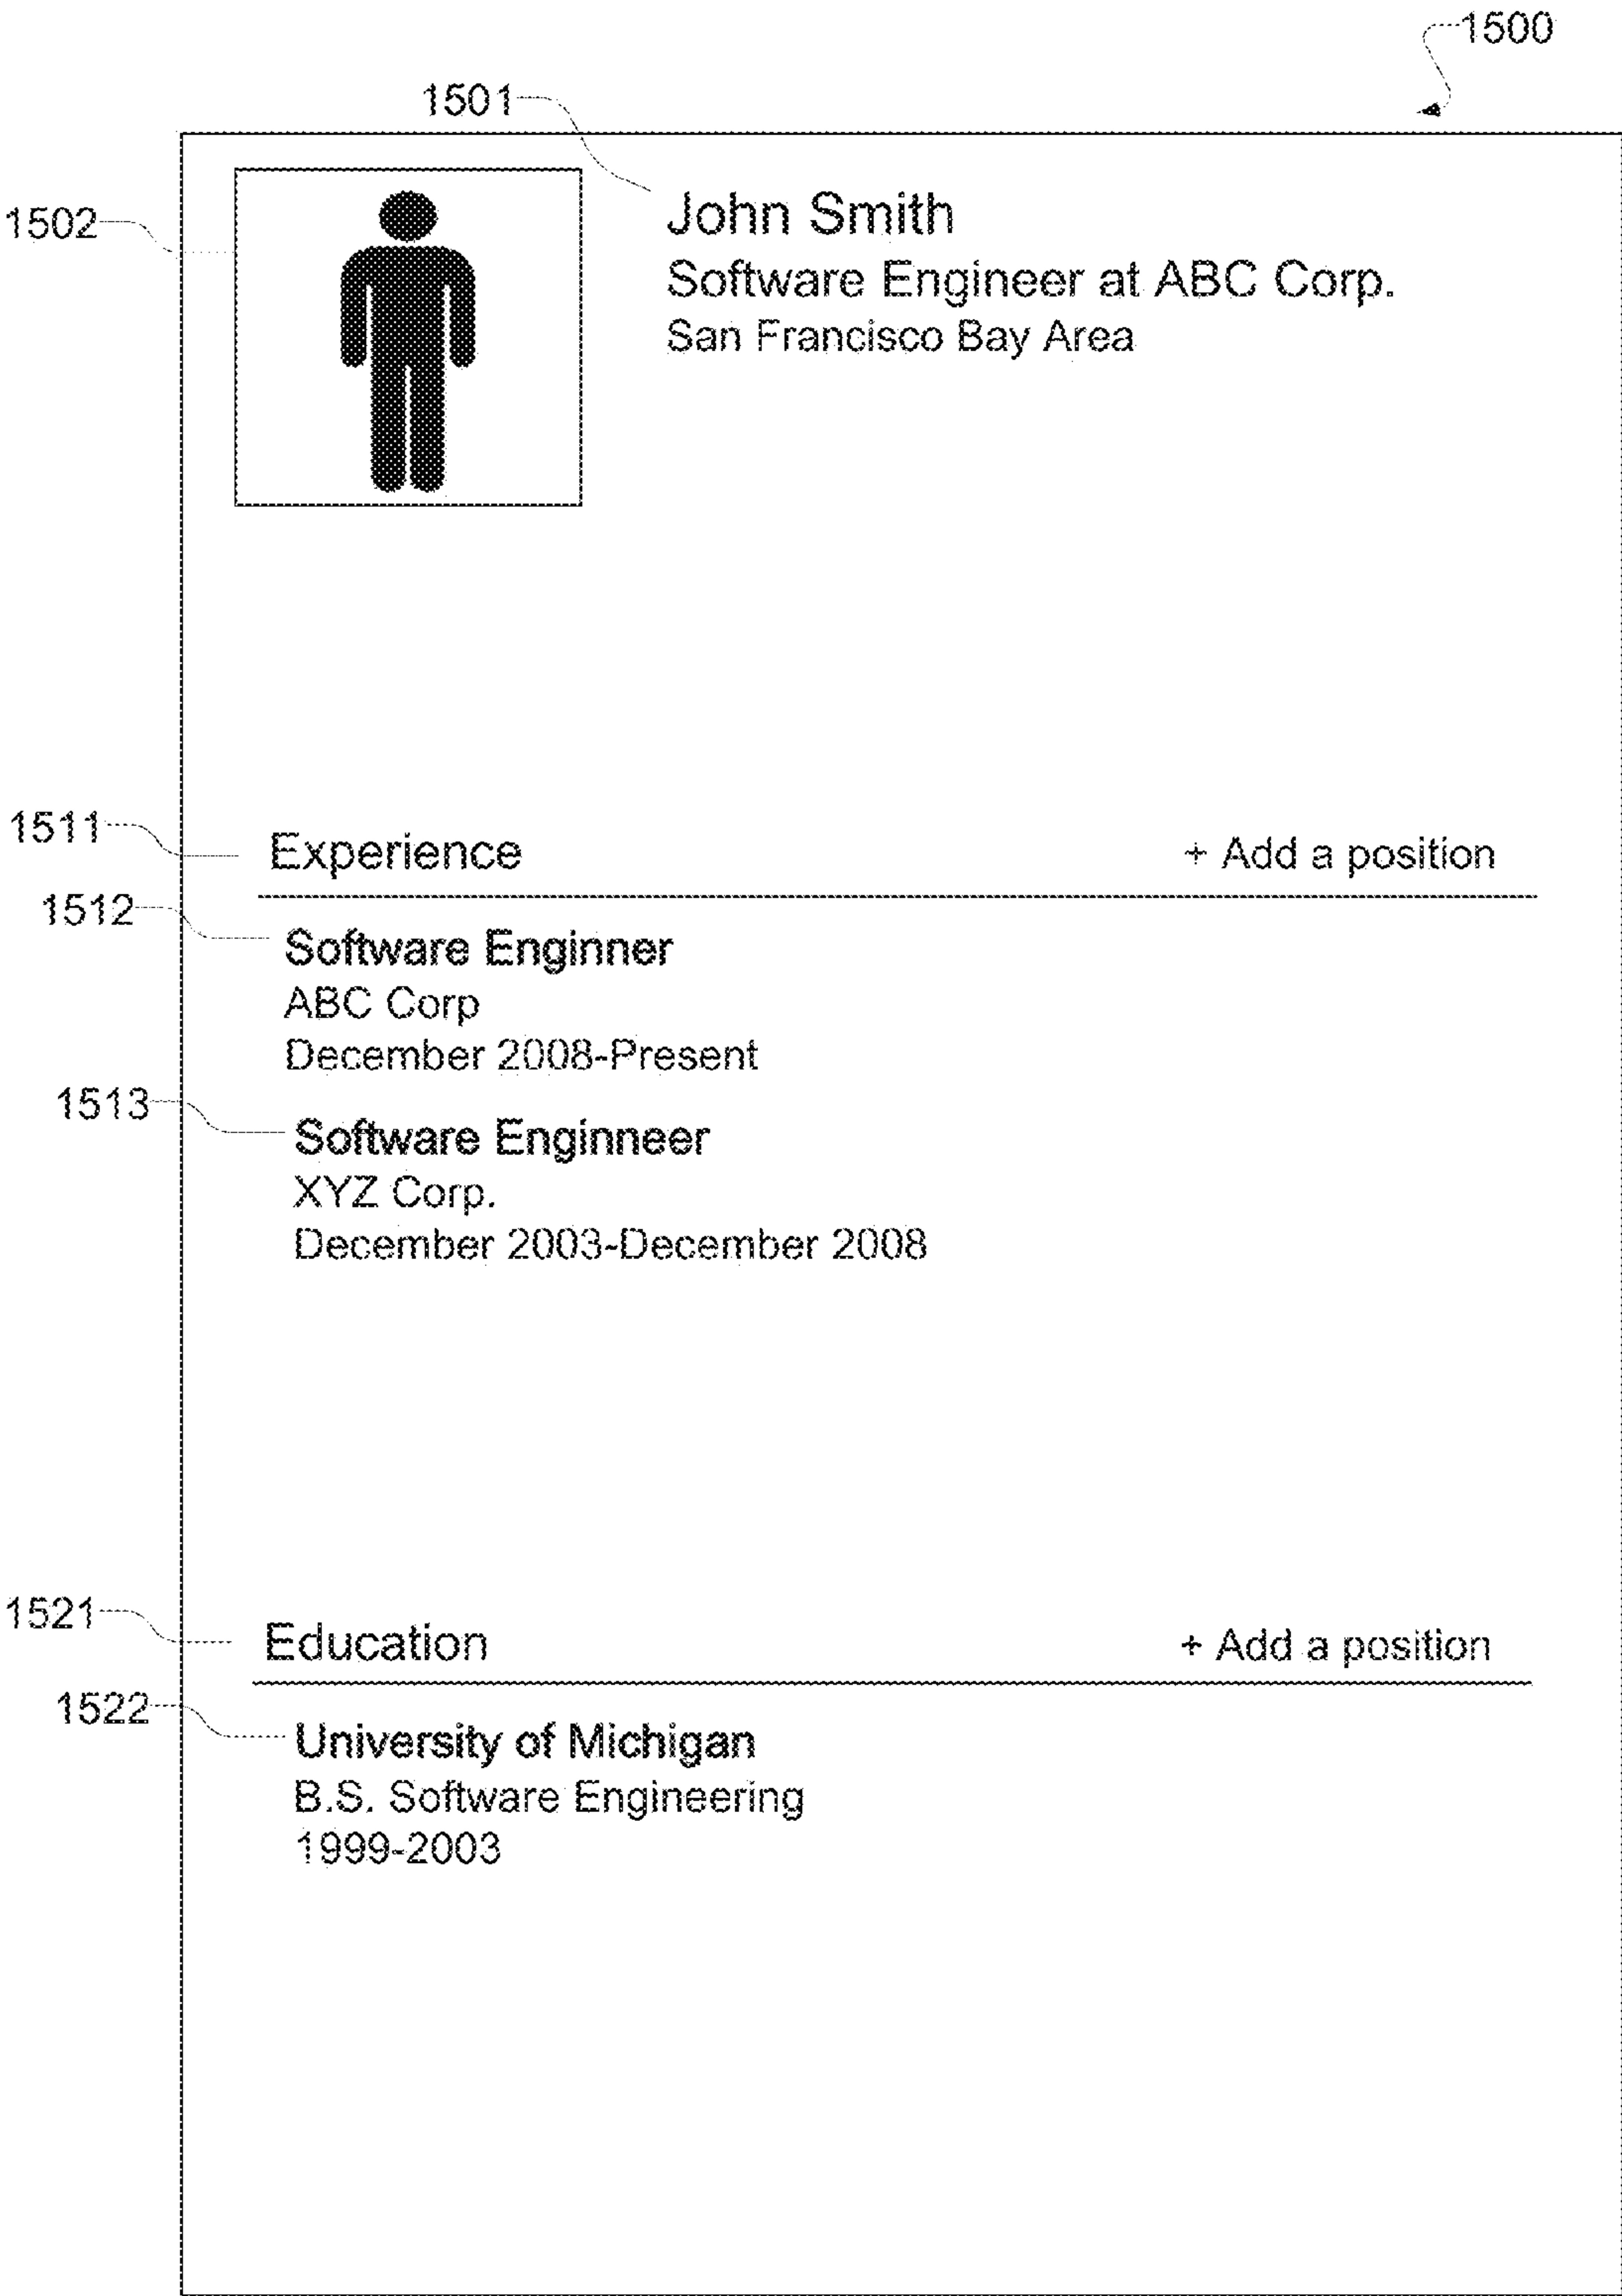 1500
1501
1502
John Smith
Software Engineer at ABC Corp.
San Francisco Bay Area
1511
Experience + Add a position
1512
Software Enginner
ABC Corp
December 2008-Present
1513
Software Enginneer
XYZ Corp.
December 2003-December 2008
1521
Education + Add a position
1522
University of Michigan
B.S. Software Engineering
1999-2003